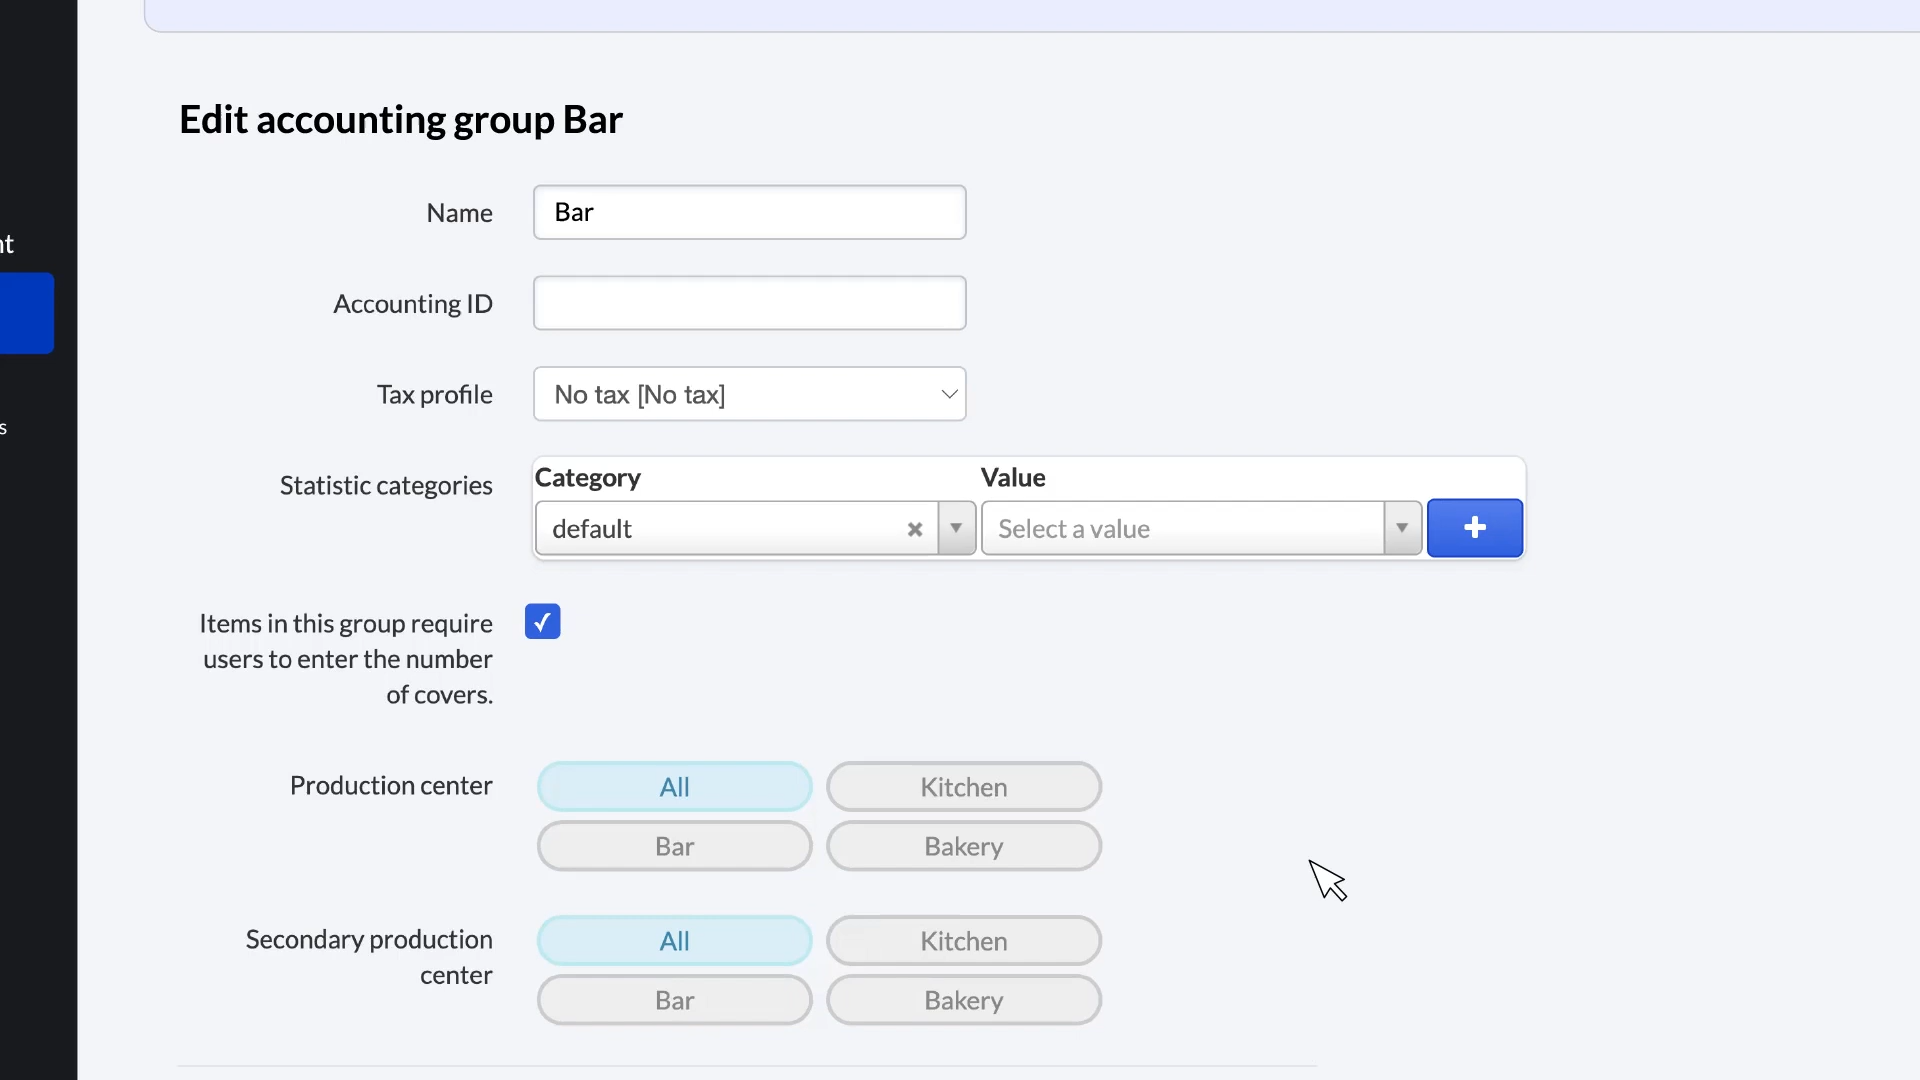 Edit accounting group Bar
Name
Bar
nt
Accounting ID
Tax profile
No tax [No tax]
s
Statistic categories
Category
Value
default
Select a value
Items in this group require
users to enter the number
of covers.
Production center
All
Kitchen
Bar
Bakery
Secondary production
center
All
Kitchen
Bar
Bakery